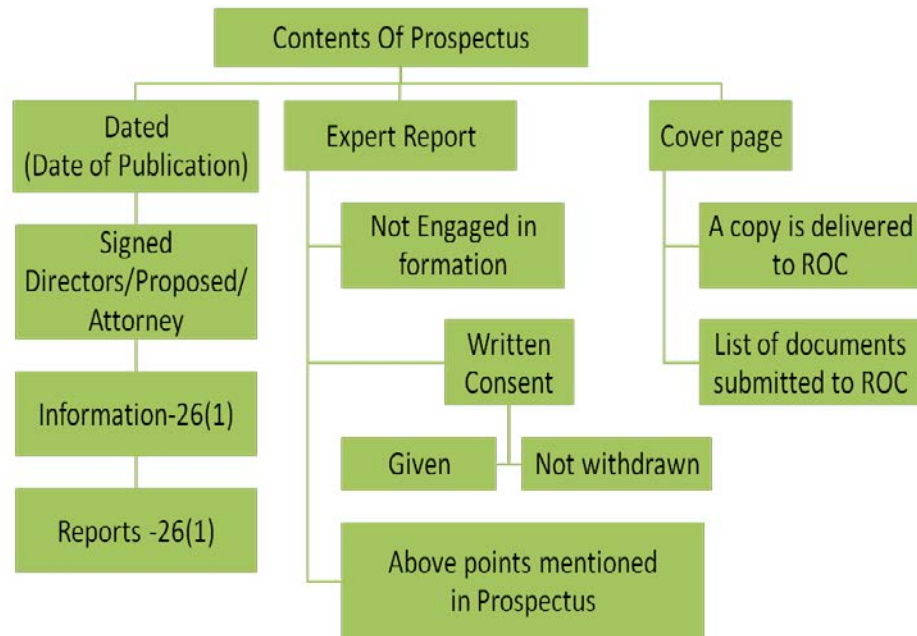 Contents Of Prospectus
Dated
(Date of Publication)
Signed
Directors/Proposed/
Attorney
Information-26(1)
Reports -26(1)
Expert Report
Not Engaged in
formation
Written
Consent
Given
Not withdrawn
Above points mentioned
in Prospectus
Cover page
A copy is delivered
to ROC
List of documents
submitted to ROC